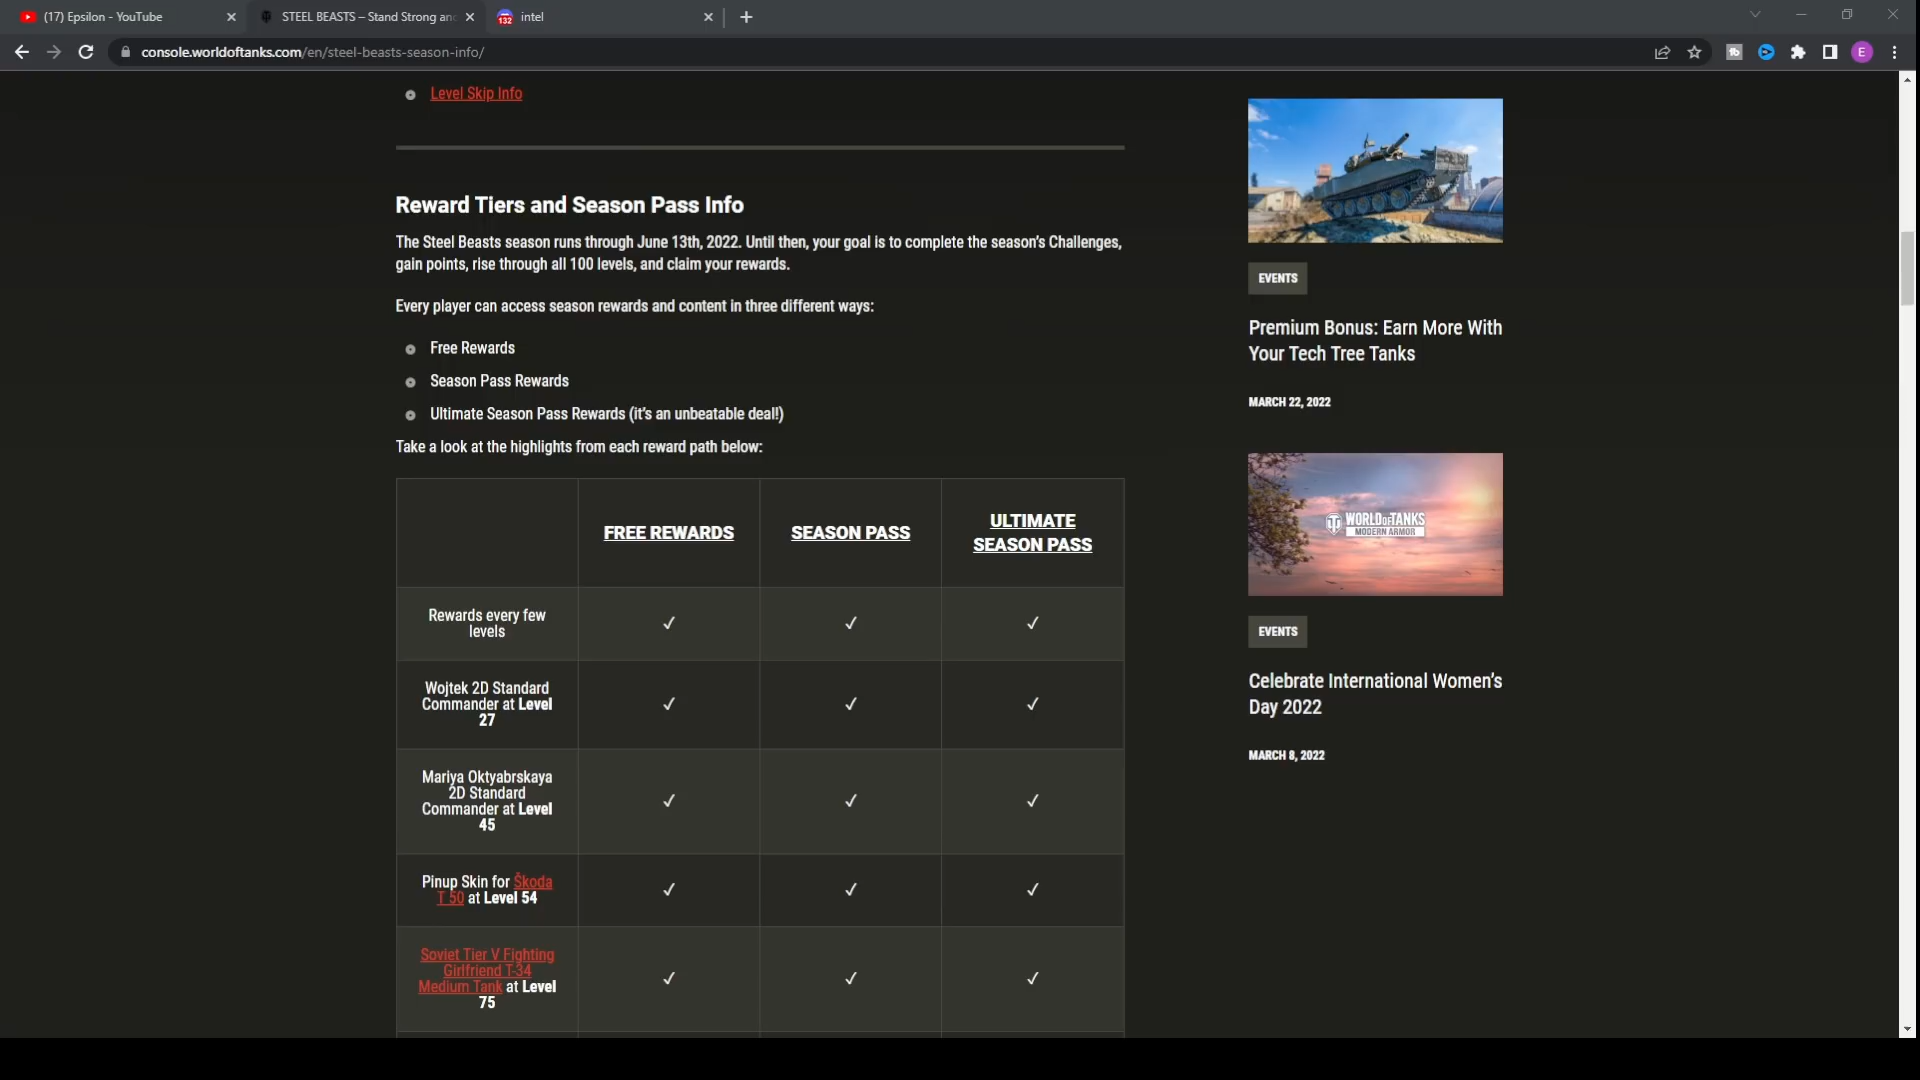 (17) Epsilon - YouTube
STEEL BEASTS – Stand Strong an
132
intel
console.worldoftanks.com/en/steel-beasts-season-info/
tb
E
Level Skip Info
Reward Tiers and Season Pass Info
The Steel Beasts season runs through June 13th, 2022. Until then, your goal is to complete the season's Challenges,
gain points, rise through all 100 levels, and claim your rewards.
Every player can access season rewards and content in three different ways:
Free Rewards
Season Pass Rewards
Ultimate Season Pass Rewards (it's an unbeatable deal!)
Take a look at the highlights from each reward path below:
FREE REWARDS
SEASON PASS
ULTIMATE
SEASON PASS
Rewards every few
levels
✓ ✓ ✓
Wojtek 2D Standard
Commander at Level
27
✓ ✓ ✓
Mariya Oktyabrskaya
2D Standard
Commander at Level
45
✓ ✓ ✓
Pinup Skin for Škoda
T 50 at Level 54
✓ ✓ ✓
Soviet Tier V Fighting
Girlfriend T-34
Medium Tank at Level
75
✓ ✓ ✓
EVENTS
Premium Bonus: Earn More With
Your Tech Tree Tanks
MARCH 22, 2022
WORLD OF TANKS
MODERN ARMOR
EVENTS
Celebrate International Women's
Day 2022
MARCH 8, 2022